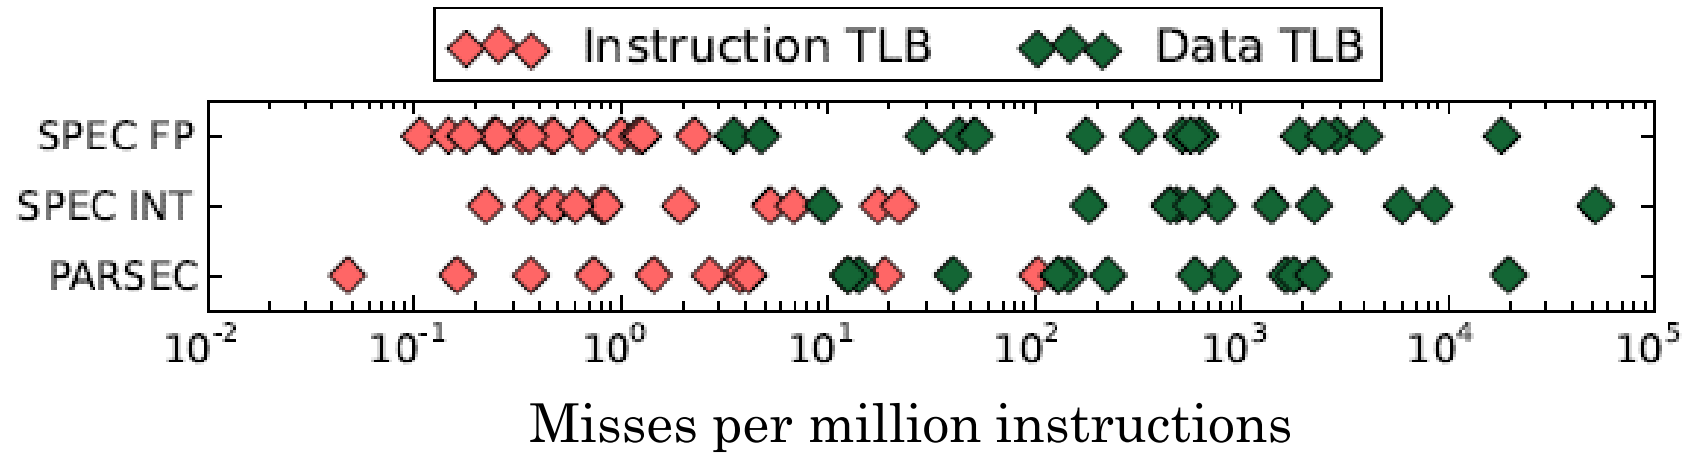 Instruction TLB Data TLB
SPEC FP
SPEC INT
PARSEC
10^-2 10^-1 10^0 10^1 10^2 10^3 10^4 10^5
Misses per million instructions